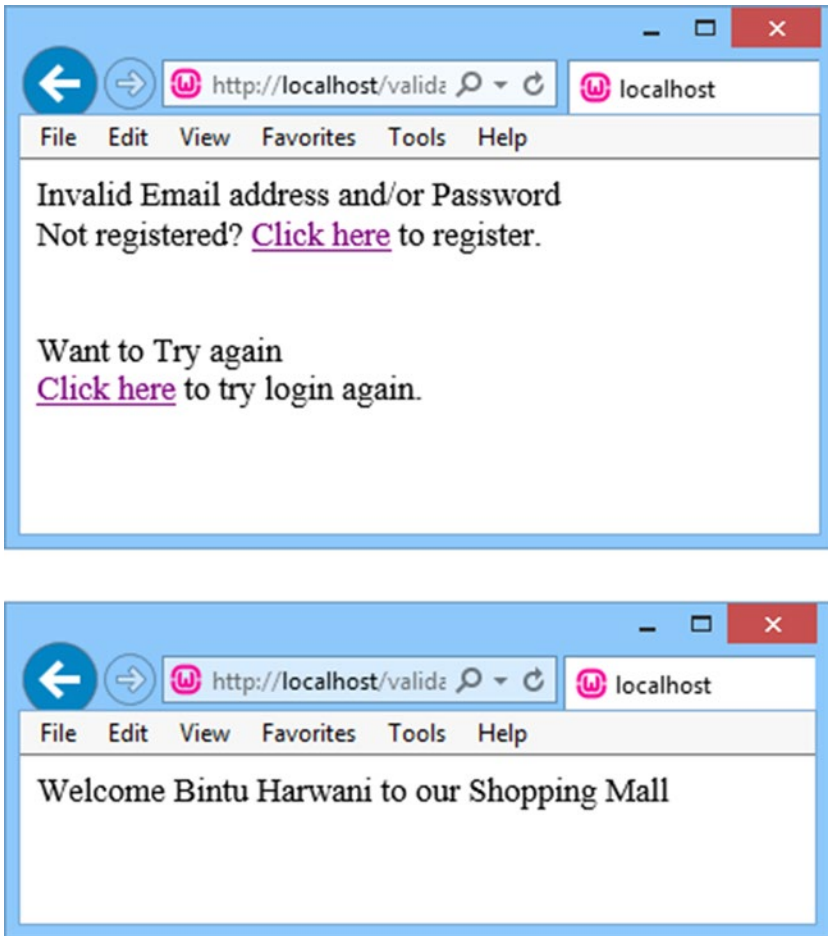 http://localhost/valida
localhost
File Edit View Favorites Tools Help
Invalid Email address and/or Password
Not registered? Click here to register.
Want to Try again
Click here to try login again.
http://localhost/valida
localhost
File Edit View Favorites Tools Help
Welcome Bintu Harwani to our Shopping Mall